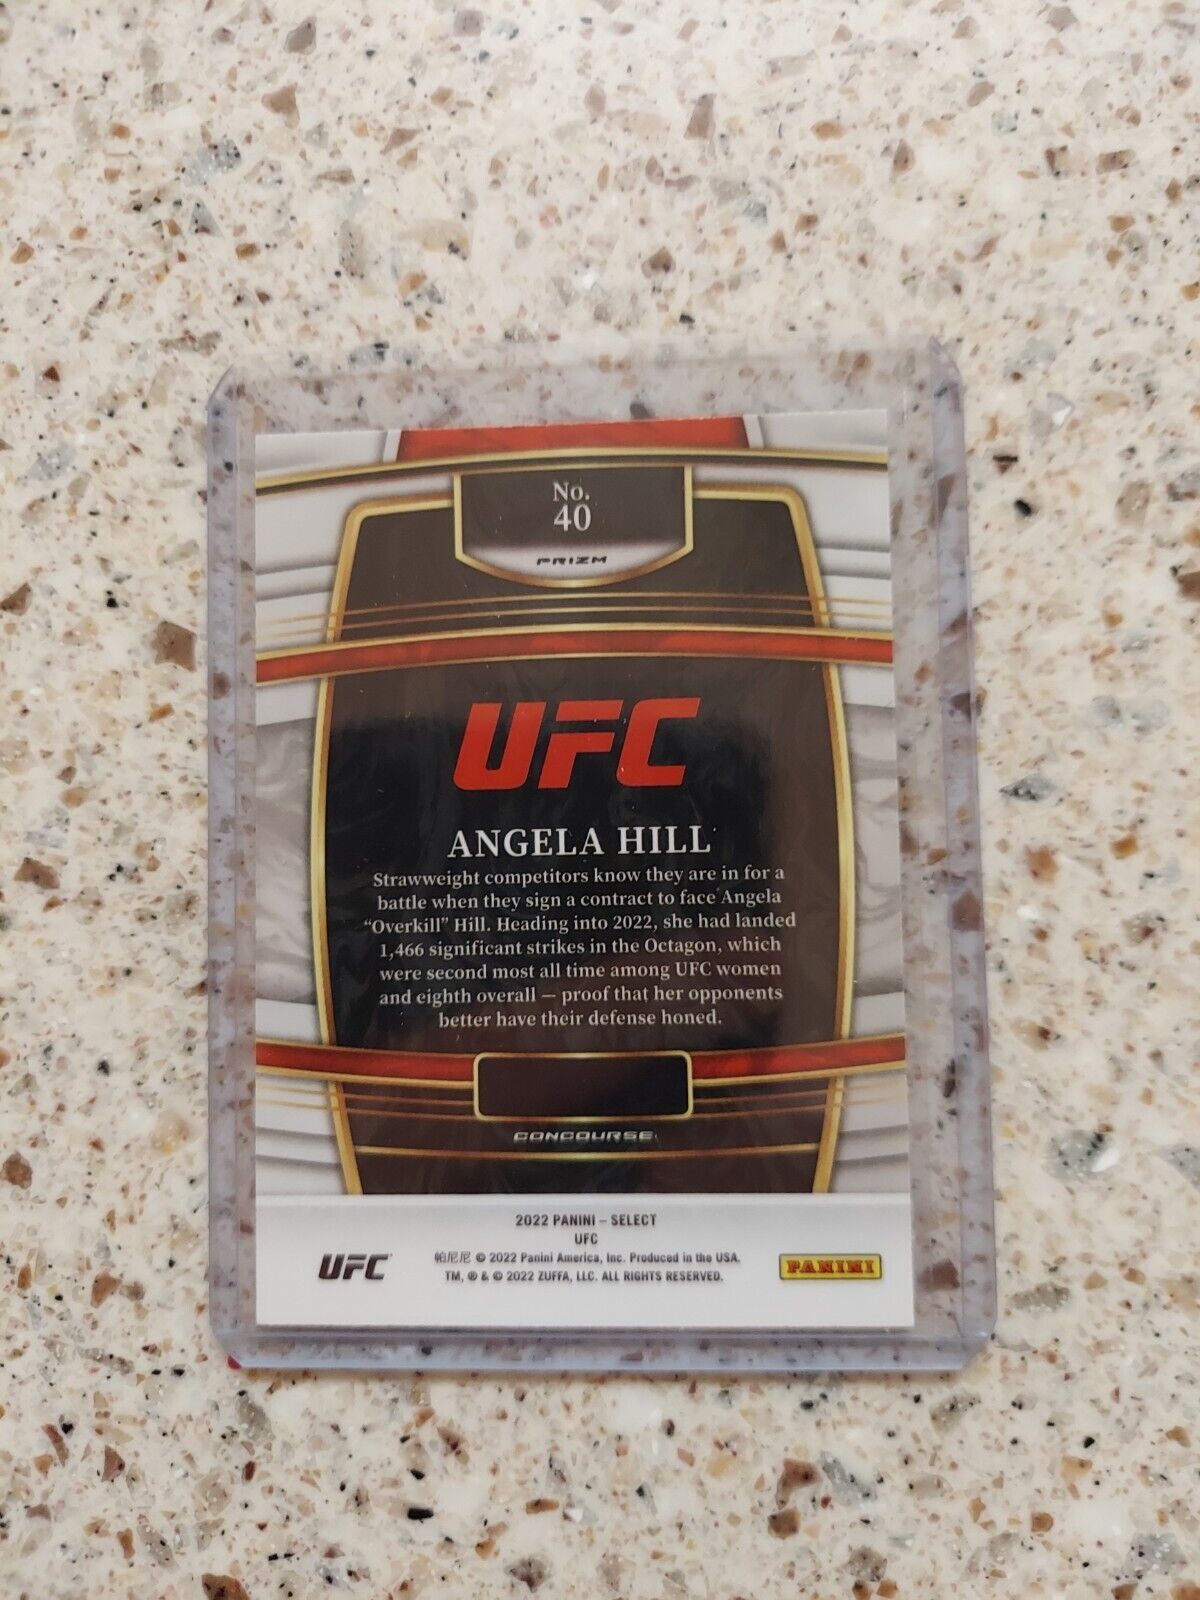 No.
40
PRIZM
UFC
ANGELA HILL
Strawweight competitors know they are in for a
battle when they sign a contract to face Angela
“Overkill” Hill. Heading into 2022, she had landed
1,466 significant strikes in the Octagon, which
were second most all time among UFC women
and eighth overall — proof that her opponents
better have their defense honed.
CONCOURSE
2022 PANINI – SELECT
UFC
帕尼尼 © 2022 Panini America, Inc. Produced in the USA.
TM, ® & © 2022 ZUFFA, LLC. ALL RIGHTS RESERVED.
UFC
PANINI